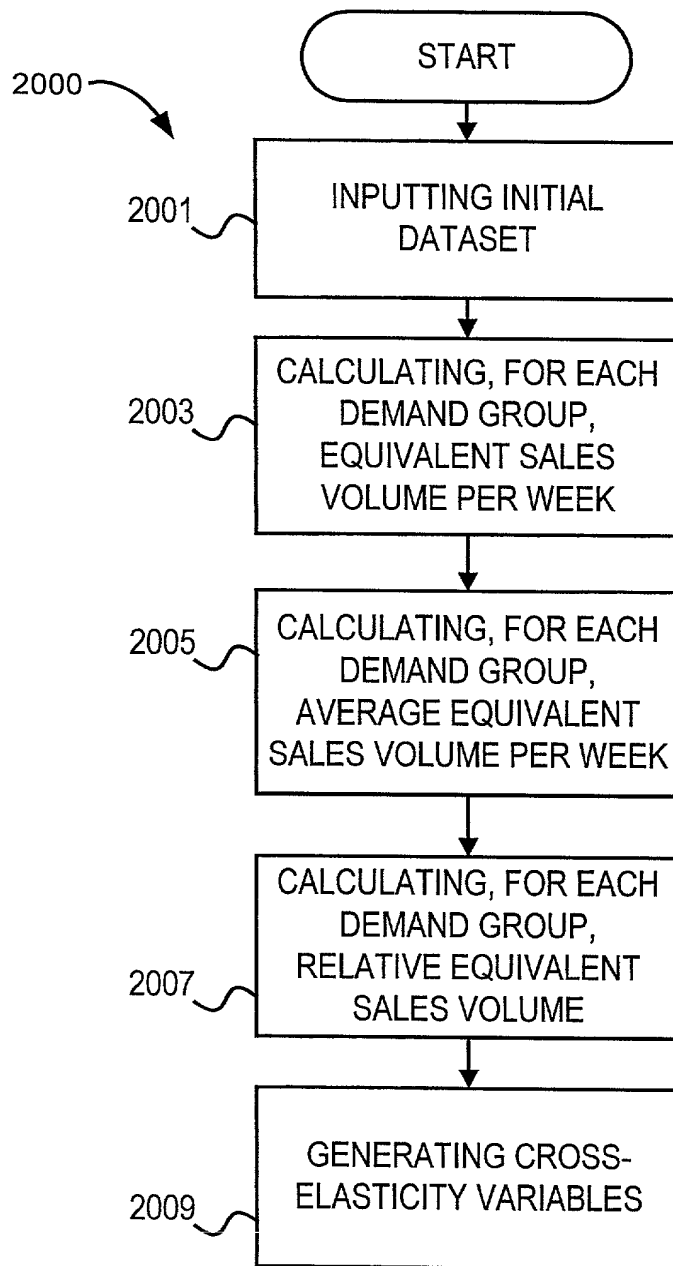 START
2000
2001
INPUTTING INITIAL
DATASET
2003
CALCULATING, FOR EACH
DEMAND GROUP,
EQUIVALENT SALES
VOLUME PER WEEK
2005
CALCULATING, FOR EACH
DEMAND GROUP,
AVERAGE EQUIVALENT
SALES VOLUME PER WEEK
2007
CALCULATING, FOR EACH
DEMAND GROUP,
RELATIVE EQUIVALENT
SALES VOLUME
2009
GENERATING CROSS-
ELASTICITY VARIABLES